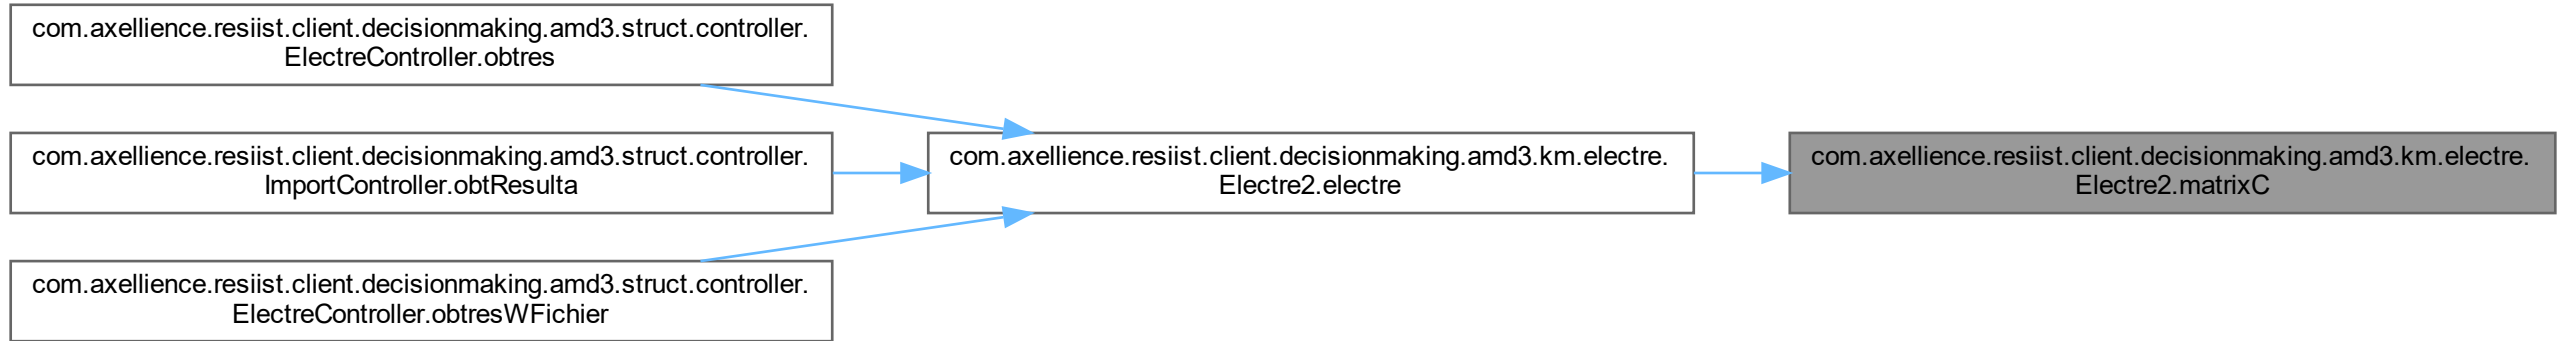 com.axellience.resiist.client.decisionmaking.amd3.struct.controller.
ElectreController.obtres
com.axellience.resiist.client.decisionmaking.amd3.struct.controller.
ImportController.obtResulta
com.axellience.resiist.client.decisionmaking.amd3.struct.controller.
ElectreController.obtresWFichier
com.axellience.resiist.client.decisionmaking.amd3.km.electre.
Electre2.electre
com.axellience.resiist.client.decisionmaking.amd3.km.electre.
Electre2.matrixC